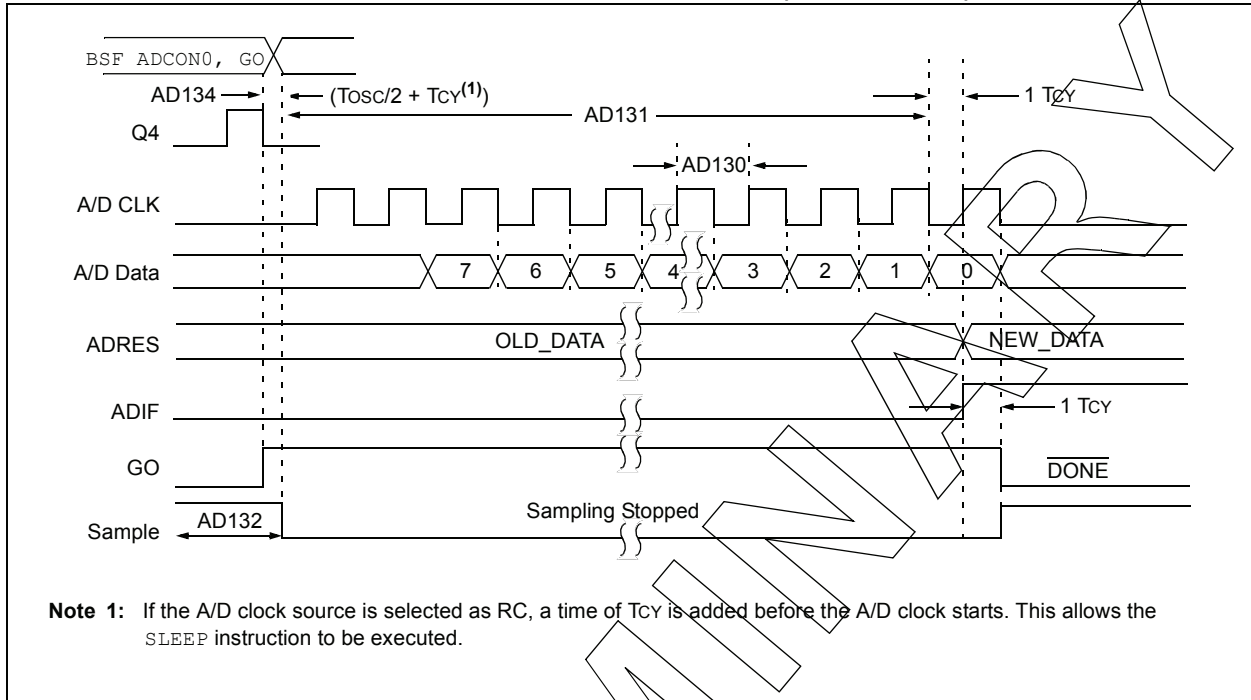 BSF ADCON0, GO
AD134
(TOSC/2 + TCY(1))
1 TCY
AD131
Q4
AD130
A/D CLK
A/D Data
7
6
5
4
3
2
1
0
ADRES
OLD_DATA
NEW_DATA
ADIF
1 TCY
GO
DONE
Sample
AD132
Sampling Stopped
Note 1: If the A/D clock source is selected as RC, a time of TCY is added before the A/D clock starts. This allows the
SLEEP instruction to be executed.